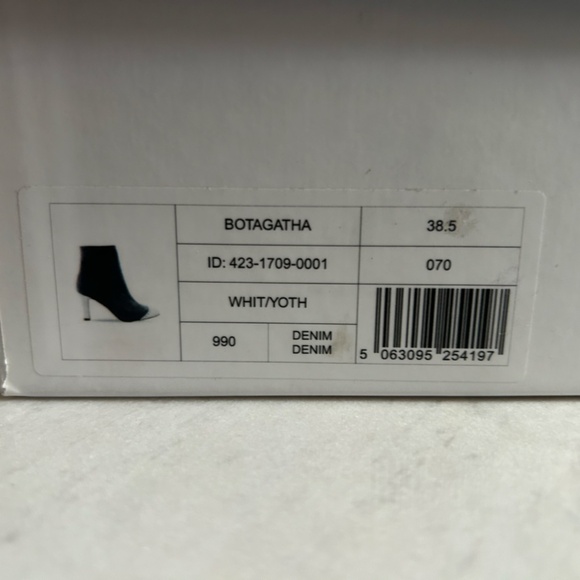 BOTAGATHA
38.5
ID: 423-1709-0001
070
WHIT/YOTH
990
DENIM
DENIM
5 063095 254197